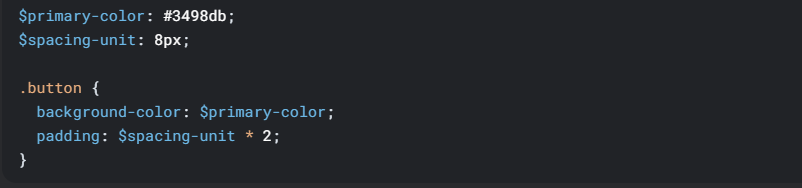 $primary-color: #3498db;
$spacing-unit: 8px;

.button {
  background-color: $primary-color;
  padding: $spacing-unit * 2;
}